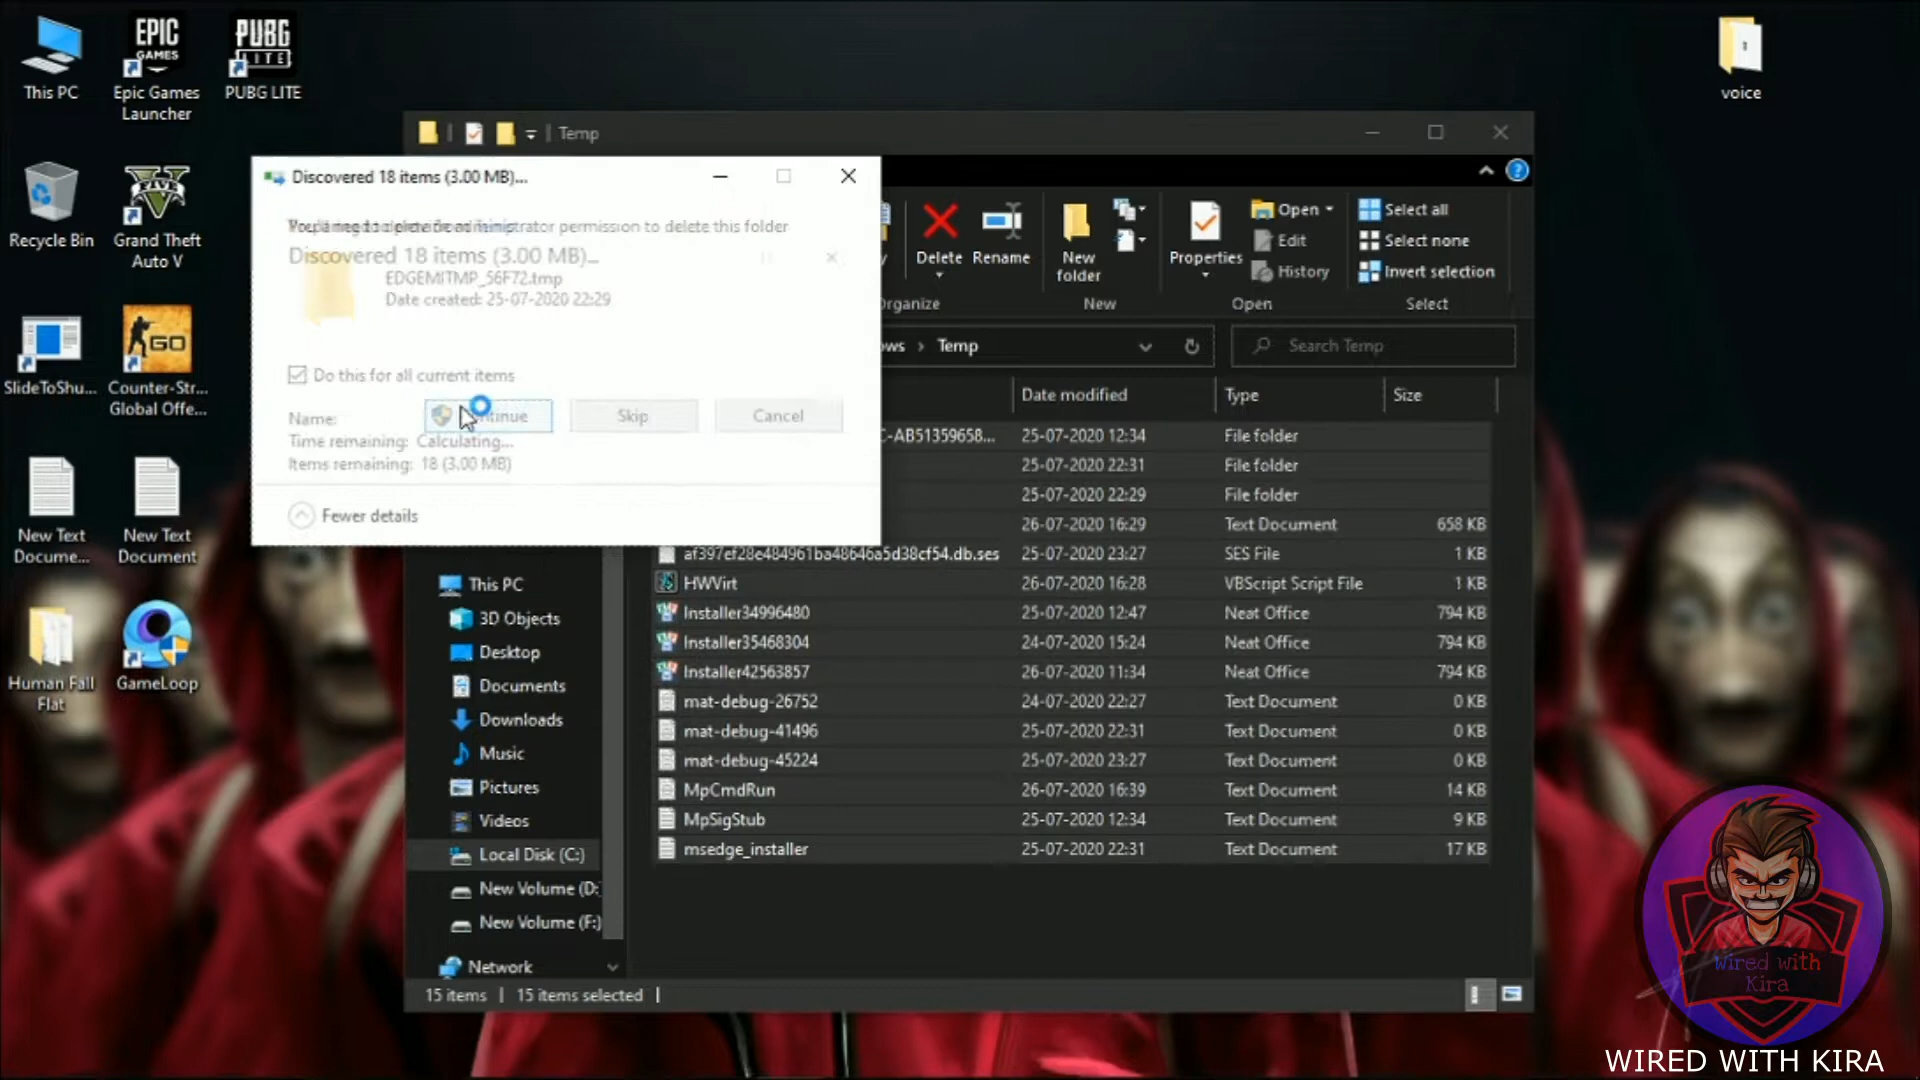 This PC
EPIC
GAMES
Epic Games
Launcher
PUBG
LITE
PUBG LITE
voice
Recycle Bin
FIVE
Grand Theft
Auto V
SlideToShu...
GO
Counter-Str...
Global Offe...
New Text
Docume...
New Text
Document
Human Fall
Flat
GameLoop
Temp
Discovered 18 items (3.00 MB)...
administrator permission to delete this folder
Discovered 18 items (3.00 MB)...
EDGEMITMP_56F72.tmp
Date created: 25-07-2020 22:29
Do this for all current items
Name:
Skip
Cancel
Time remaining: Calculating...
Items remaining: 18 (3.00 MB)
Fewer details
Delete
Rename
New
folder
Properties
Open
Edit
History
Select all
Select none
Invert selection
Organize
New
Open
Select
ows > Temp
Search Temp
Date modified
Type
Size
C-AB51359658... 25-07-2020 12:34 File folder
25-07-2020 22:31 File folder
25-07-2020 22:29 File folder
26-07-2020 16:29 Text Document 658 KB
af397ef28e484961ba48646a5d38cf54.db.ses 25-07-2020 23:27 SES File 1 KB
HWVirt 26-07-2020 16:28 VBScript Script File 1 KB
Installer34996480 25-07-2020 12:47 Neat Office 794 KB
Installer35468304 24-07-2020 15:24 Neat Office 794 KB
Installer42563857 26-07-2020 11:34 Neat Office 794 KB
mat-debug-26752 24-07-2020 22:27 Text Document 0 KB
mat-debug-41496 25-07-2020 22:31 Text Document 0 KB
mat-debug-45224 25-07-2020 23:27 Text Document 0 KB
MpCmdRun 26-07-2020 16:39 Text Document 14 KB
MpSigStub 25-07-2020 12:34 Text Document 9 KB
msedge_installer 25-07-2020 22:31 Text Document 17 KB
This PC
3D Objects
Desktop
Documents
Downloads
Music
Pictures
Videos
Local Disk (C:)
New Volume (D:
New Volume (F:)
Network
15 items
15 items selected
Wired with
Kira
WIRED WITH KIRA